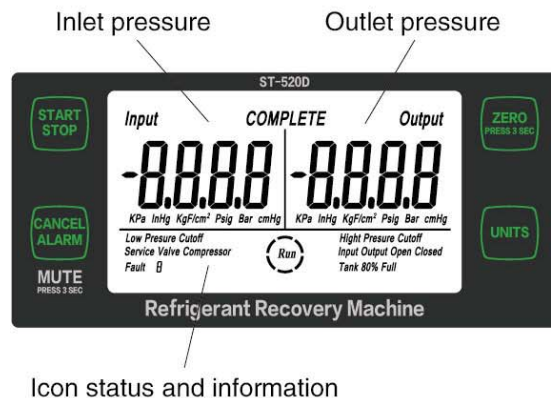 Inlet pressure
Outlet pressure
ST-520D
START
STOP
Input
COMPLETE
Output
ZERO
PRESS 3 SEC
-8.8.8.8
-8.8.8.8
KPa InHg KgF/cm² Psig Bar cmHg
KPa InHg KgF/cm² Psig Bar cmHg
CANCEL
ALARM
Low Presure Cutoff
Service Valve Compressor
Fault 8
Run
Hight Presure Cutoff
Input Output Open Closed
Tank 80% Full
UNITS
MUTE
PRESS 3 SEC
Refrigerant Recovery Machine
Icon status and information